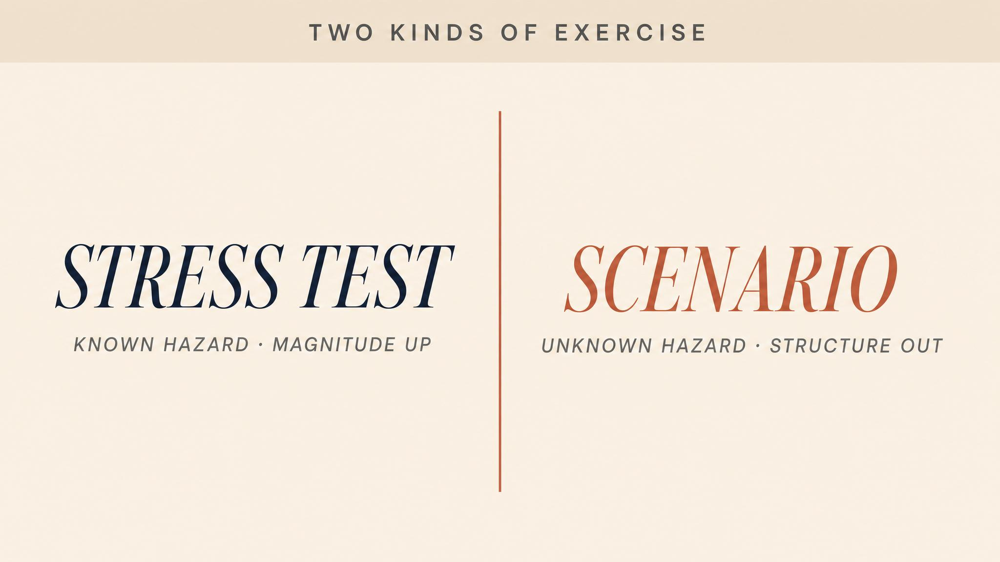 TWO KINDS OF EXERCISE
STRESS TEST
KNOWN HAZARD · MAGNITUDE UP
SCENARIO
UNKNOWN HAZARD · STRUCTURE OUT